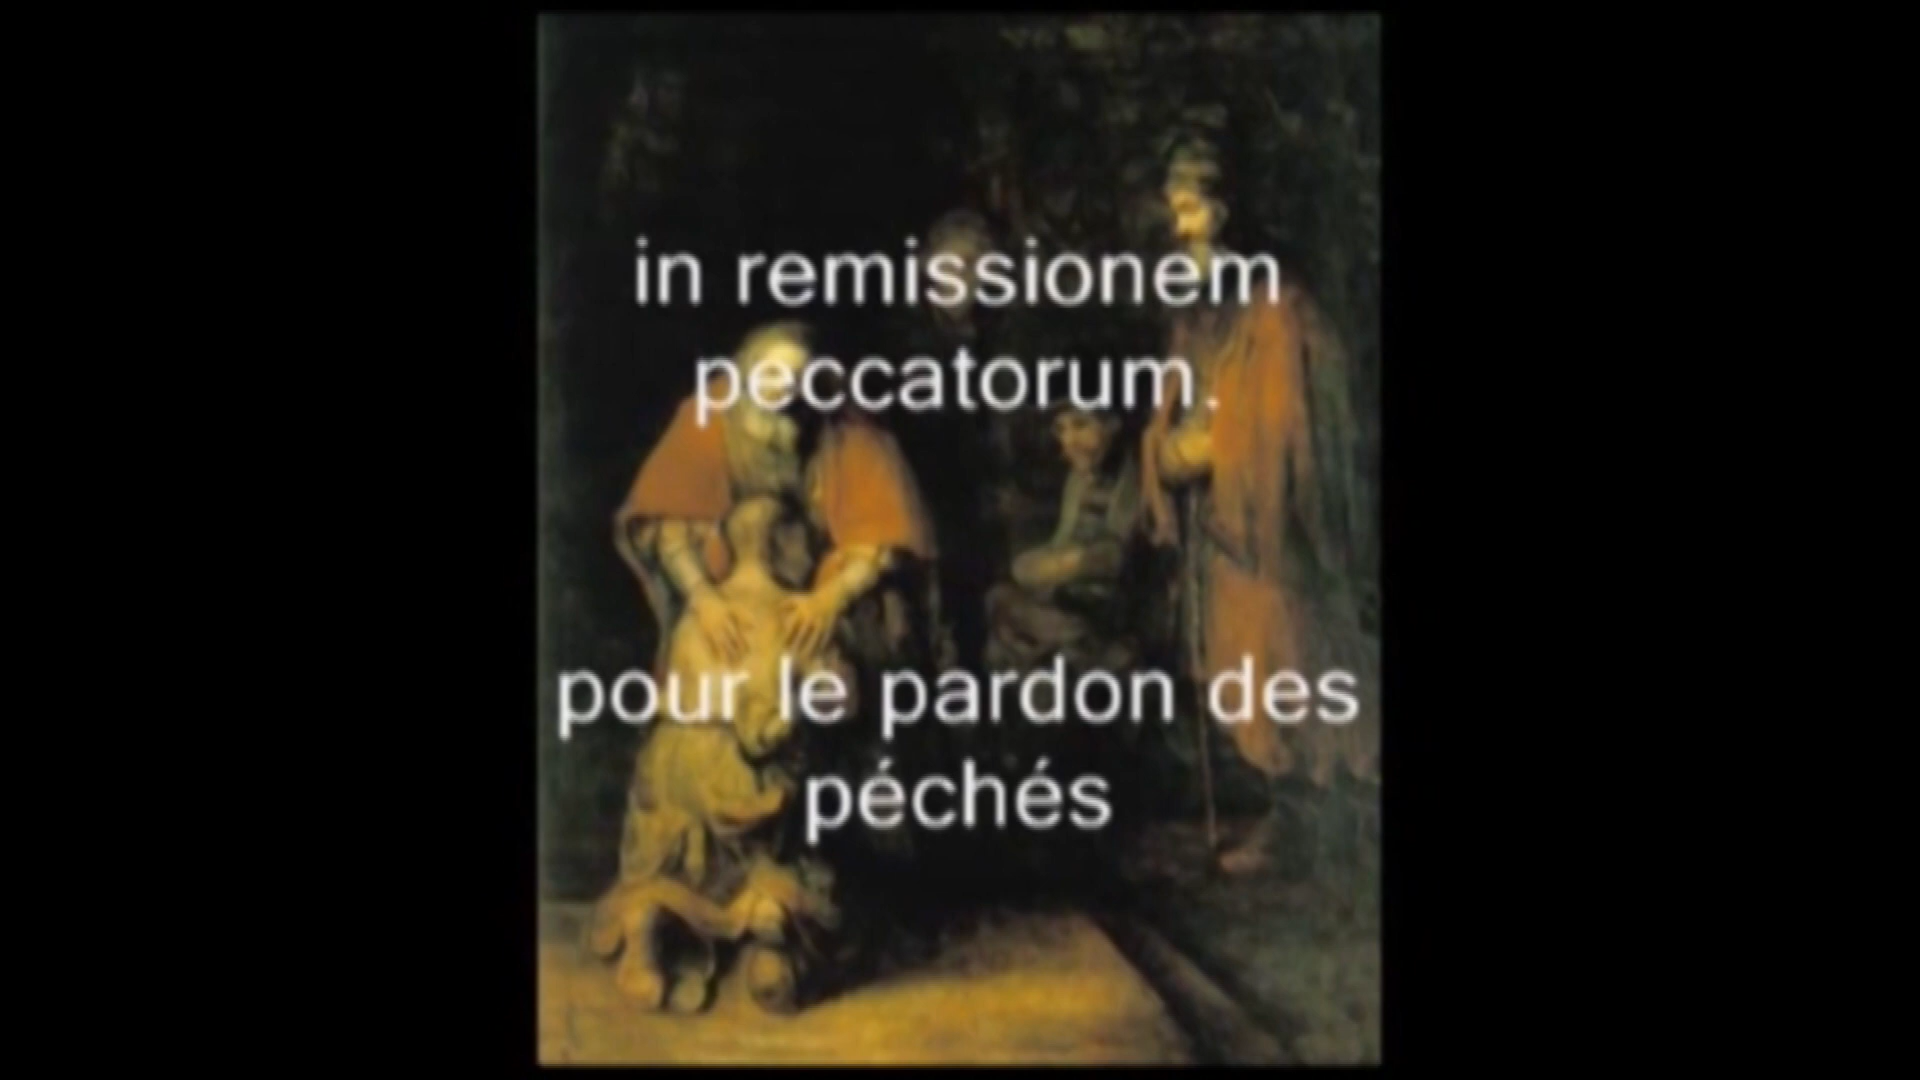 in remissionem
peccatorum.
pour le pardon des
péchés